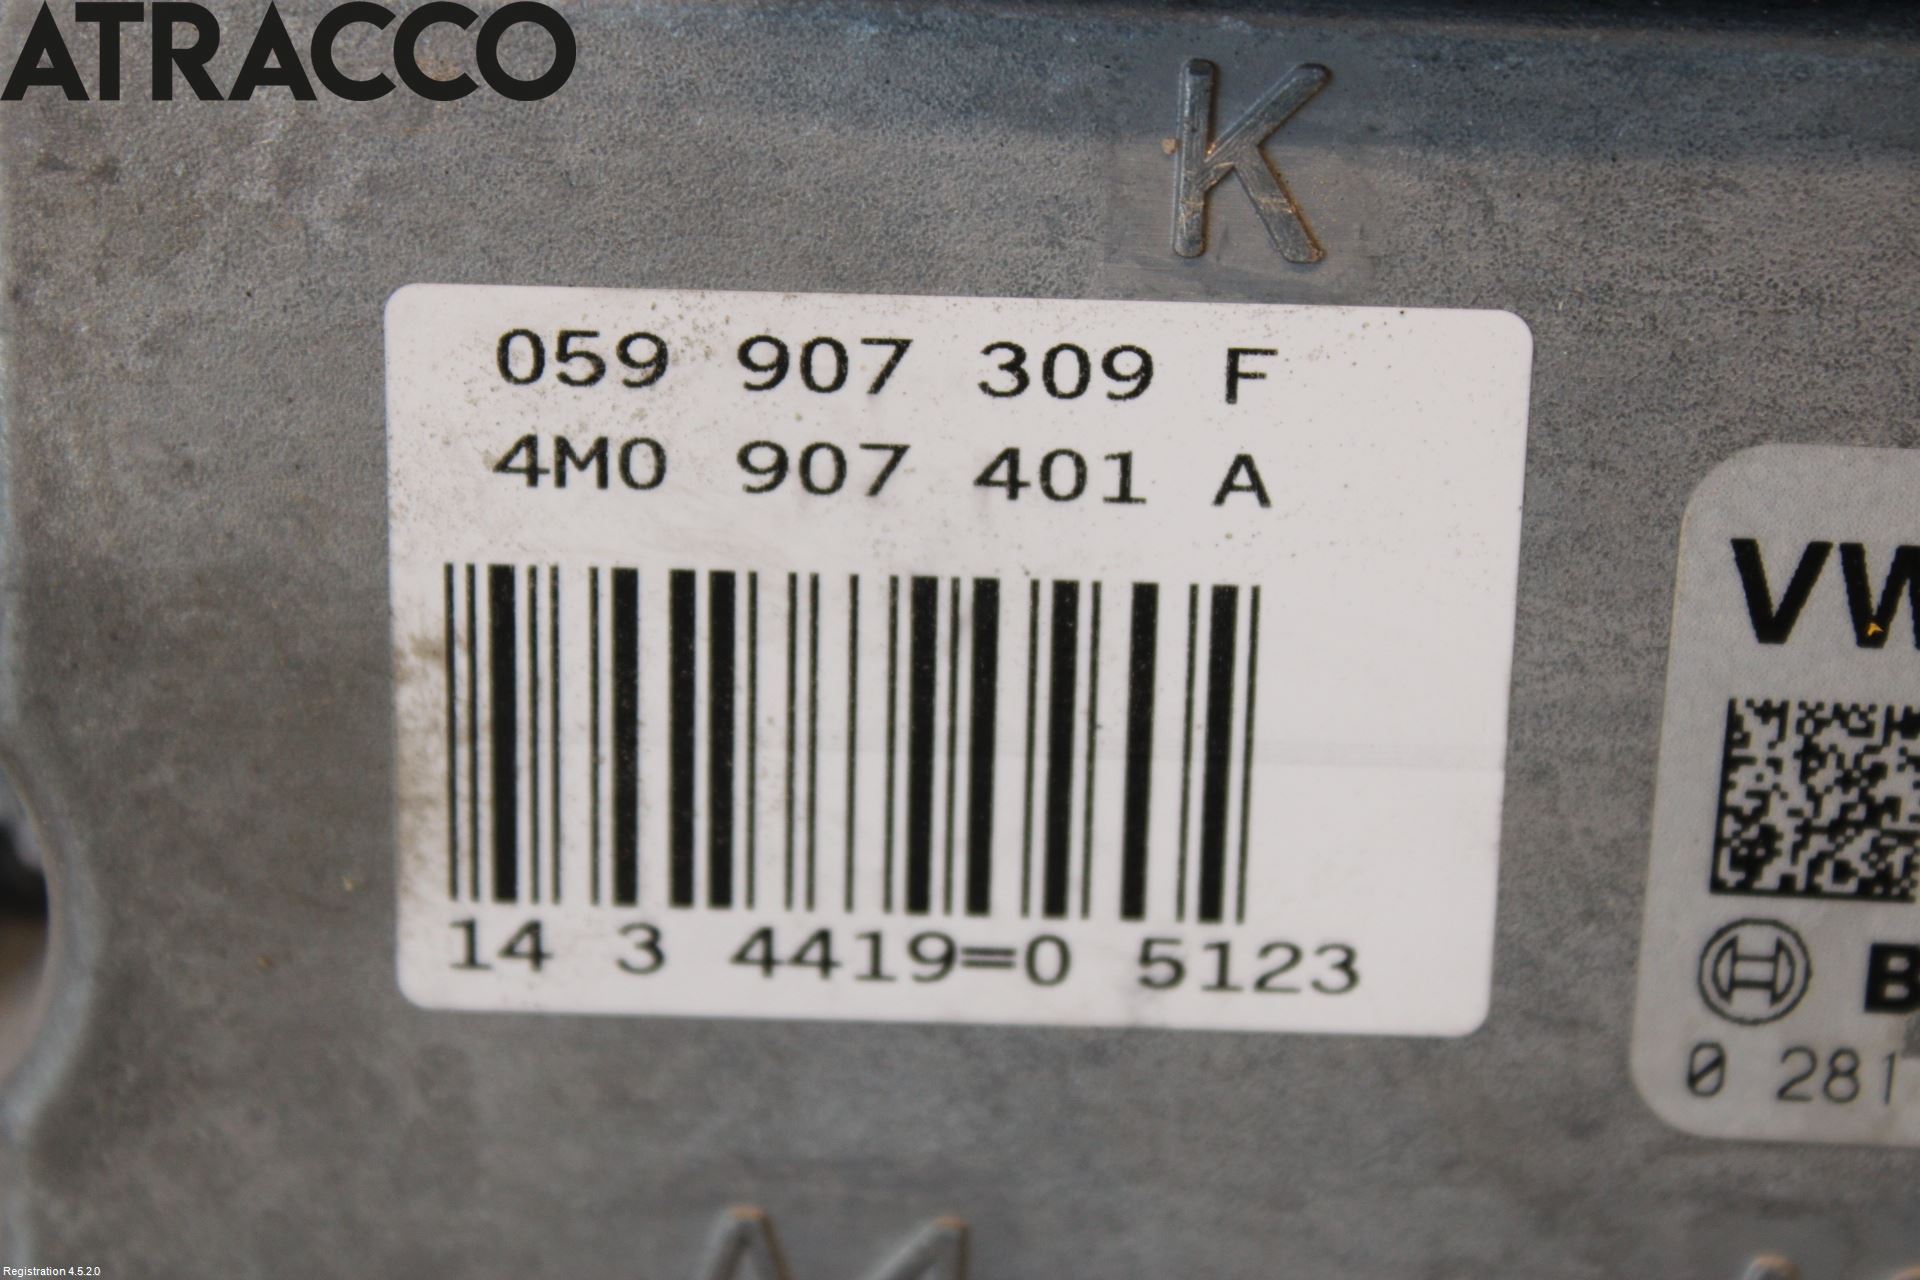 ATRACCO
K
059 907 309 F
4M0 907 401 A
14 3 4419=0 5123
VW
B
0 281
Registration 4.5.2.0